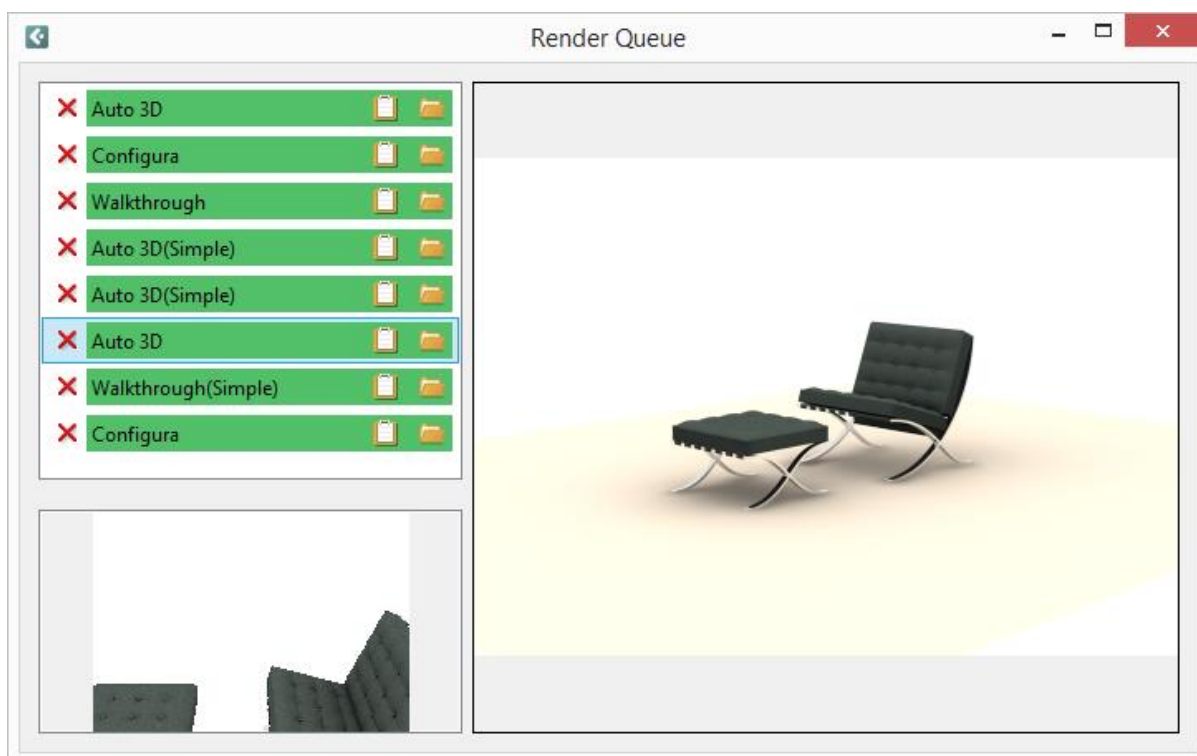 Render Queue
Auto 3D
Configura
Walkthrough
Auto 3D(Simple)
Auto 3D(Simple)
Auto 3D
Walkthrough(Simple)
Configura